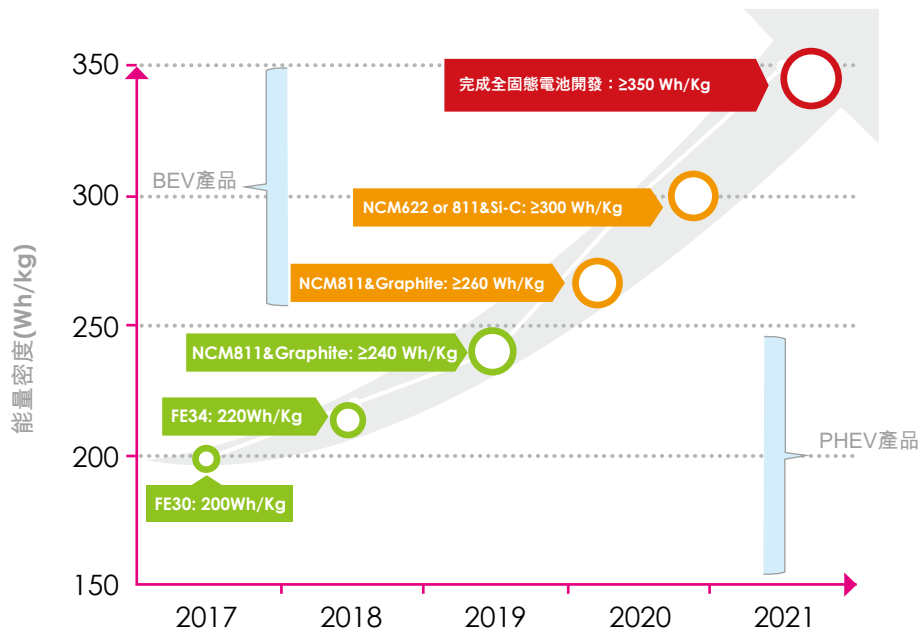 350
完成全固態電池開發：≥350 Wh/Kg
BEV產品
300
NCM622 or 811&Si-C: ≥300 Wh/Kg
NCM811&Graphite: ≥260 Wh/Kg
能量密度(Wh/kg)
250
NCM811&Graphite: ≥240 Wh/Kg
FE34: 220Wh/Kg
PHEV產品
200
FE30: 200Wh/Kg
150
2017 2018 2019 2020 2021